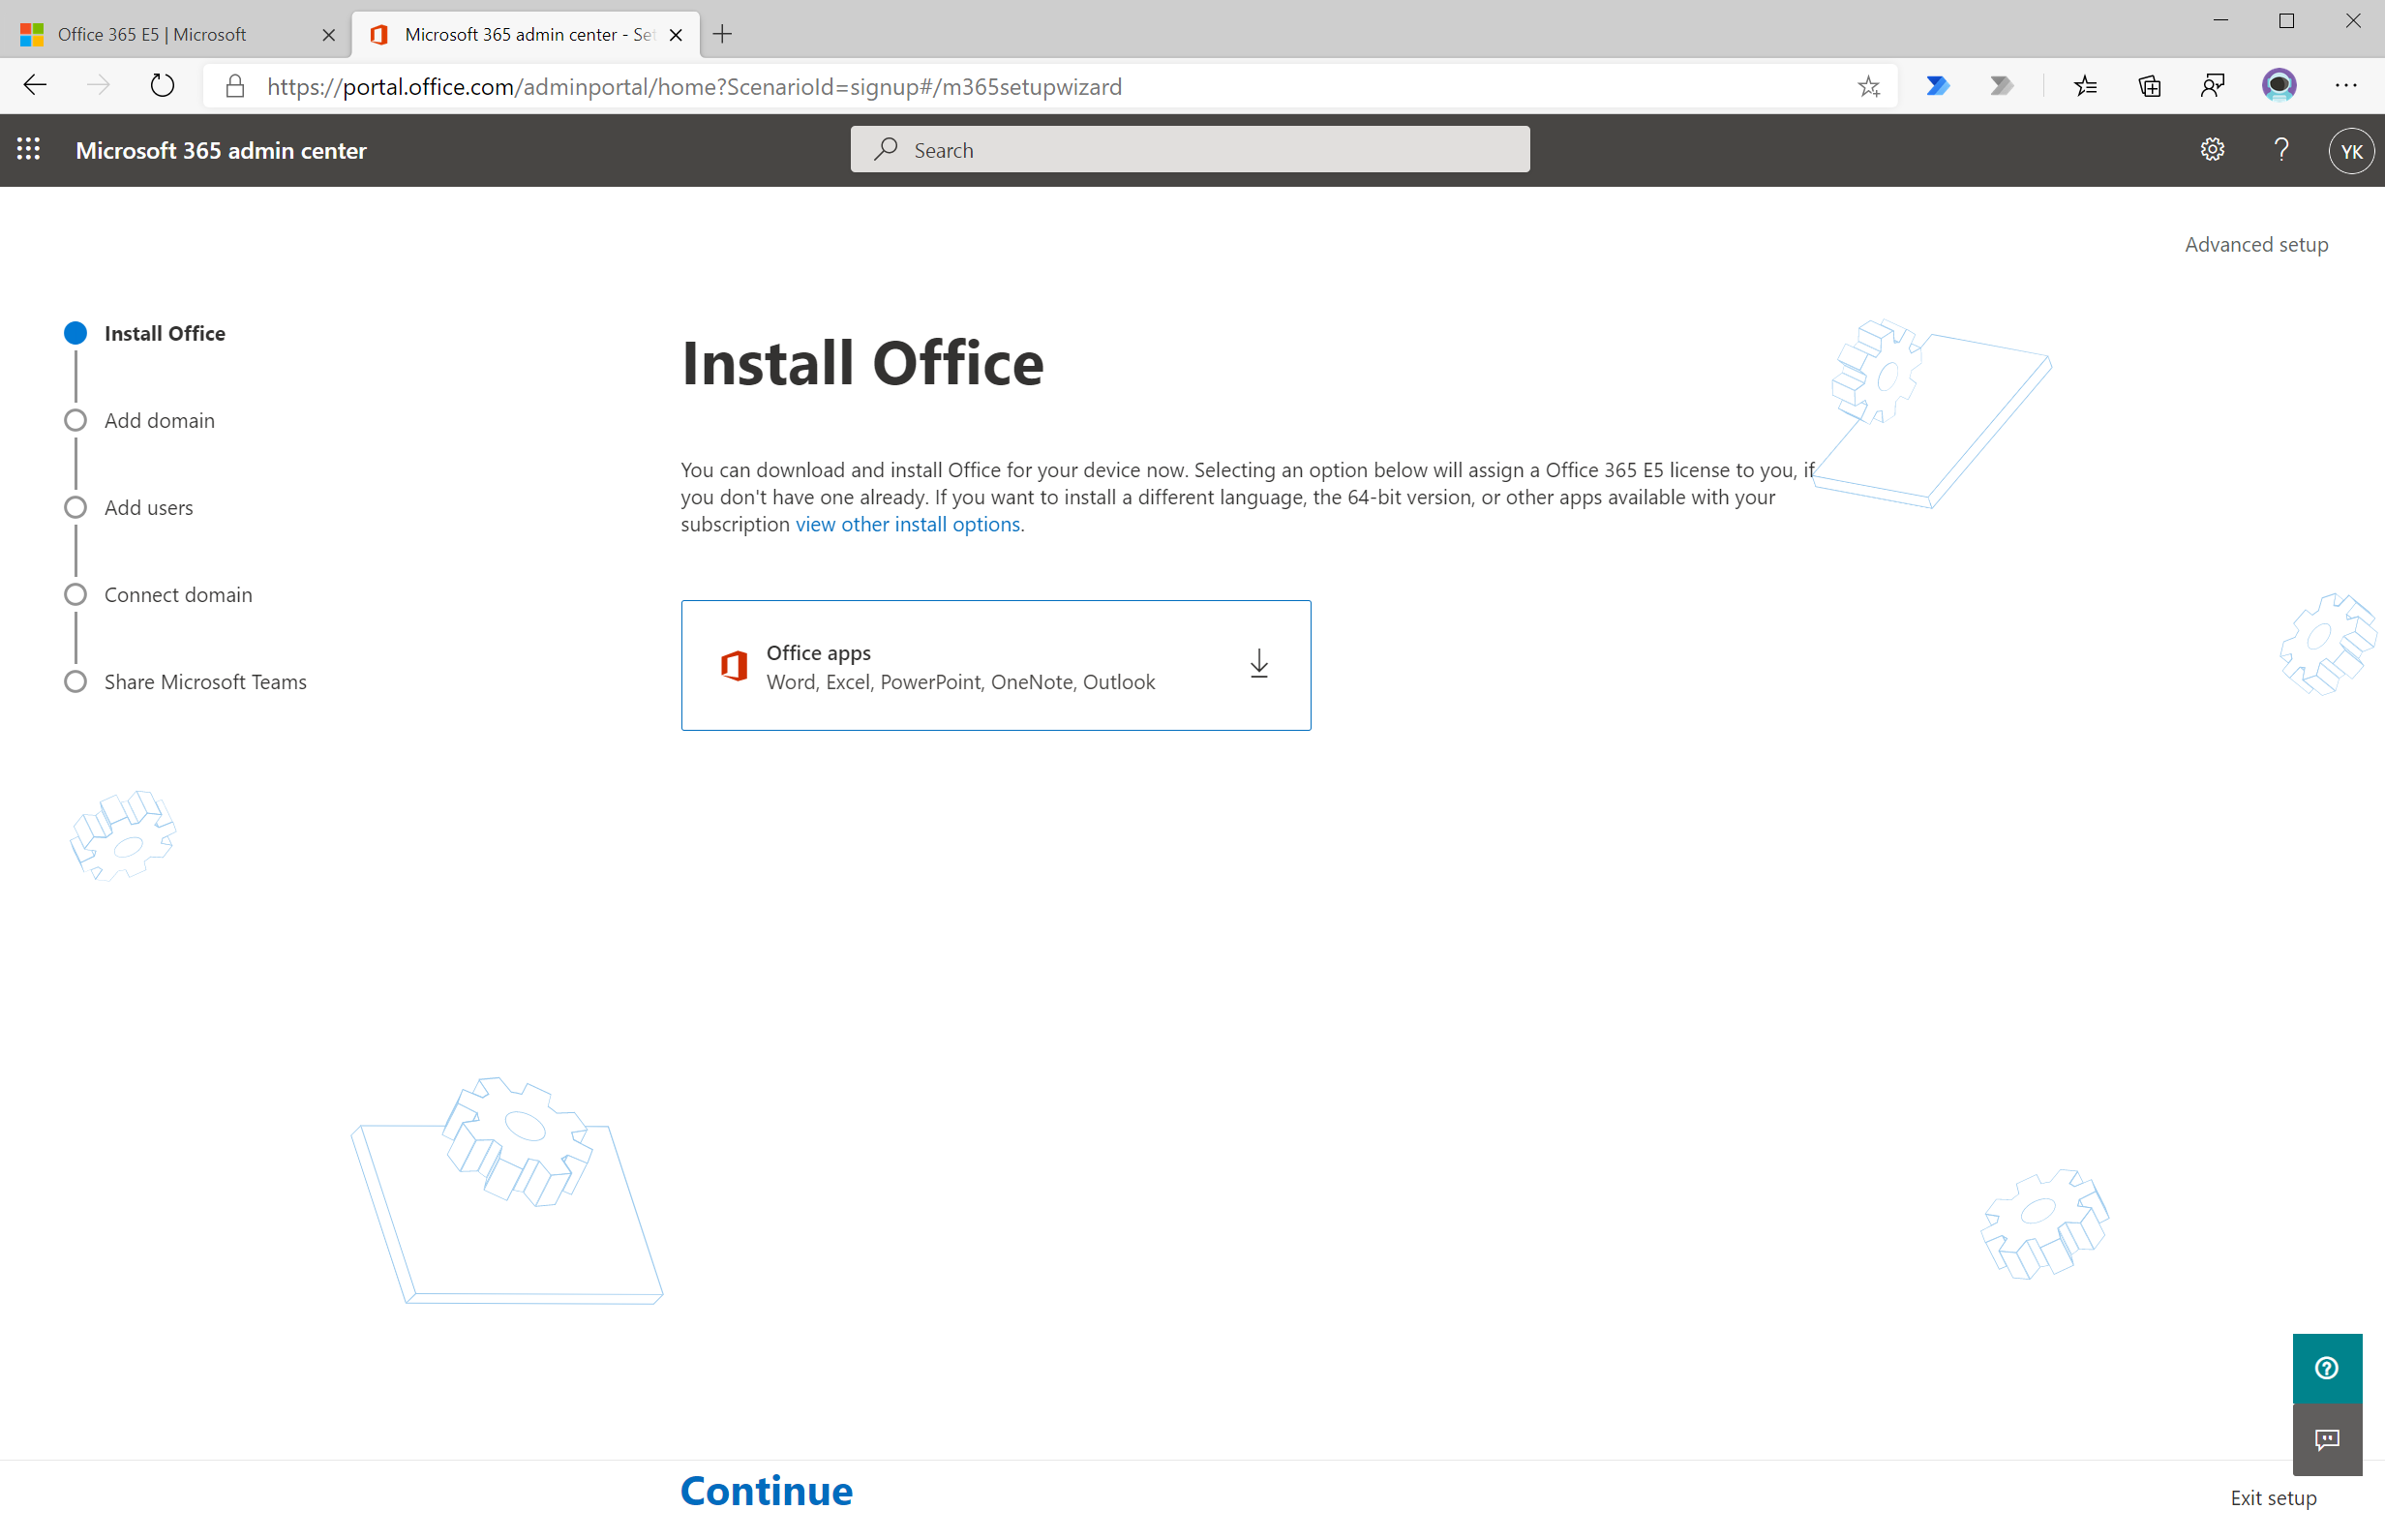 Office 365 E5 | Microsoft
Microsoft 365 admin center - Set
https://portal.office.com/adminportal/home?ScenarioId=signup#/m365setupwizard
Microsoft 365 admin center
Search
YK
Advanced setup
Install Office
Add domain
Add users
Connect domain
Share Microsoft Teams
Install Office
You can download and install Office for your device now. Selecting an option below will assign a Office 365 E5 license to you, if
you don't have one already. If you want to install a different language, the 64-bit version, or other apps available with your
subscription view other install options.
Office apps
Word, Excel, PowerPoint, OneNote, Outlook
Continue
Exit setup